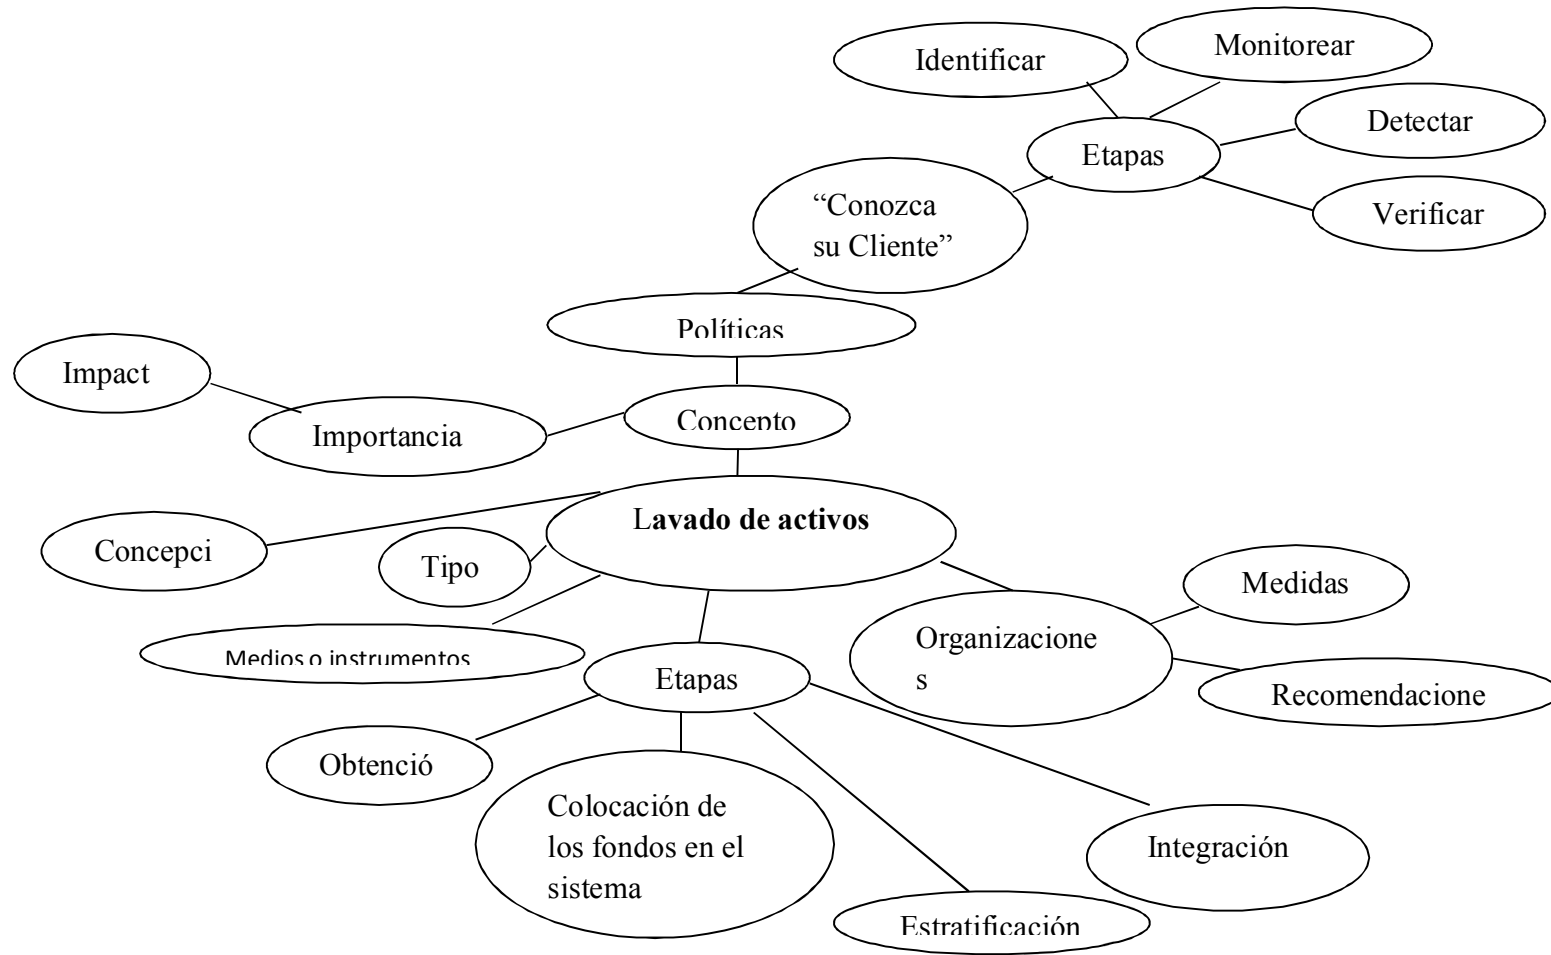 Identificar
Monitorear
Detectar
Etapas
Verificar
“Conozca
su Cliente”
Políticas
Impact
Concepto
Importancia
Lavado de activos
Concepci
Tipo
Medidas
Organizacione
s
Medios o instrumentos
Etapas
Recomendacione
Obtenció
Colocación de
los fondos en el
sistema
Integración
Estratificación